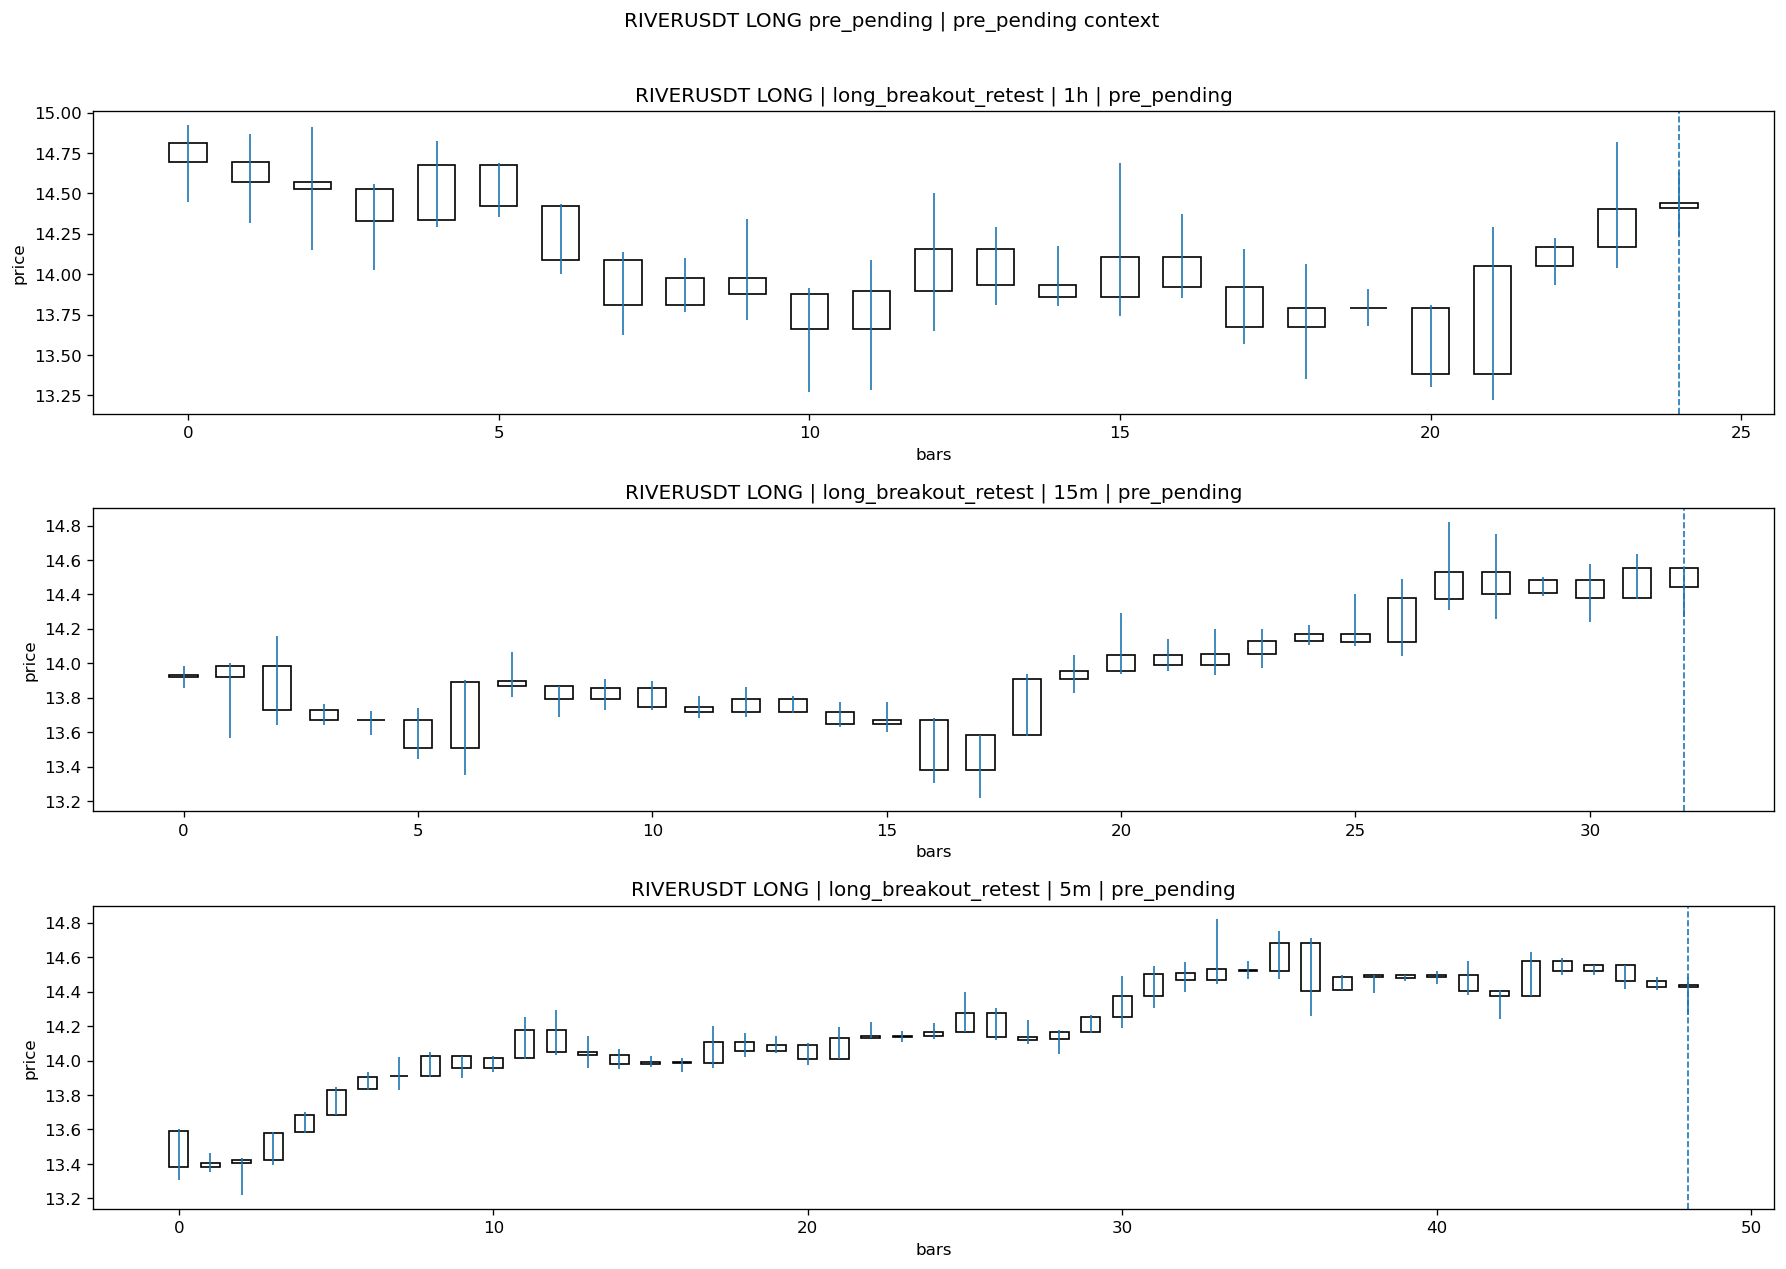 RIVERUSDT LONG pre_pending | pre_pending context
RIVERUSDT LONG | long_breakout_retest | 1h | pre_pending
15.00
14.75
14.50
14.25
14.00
13.75
13.50
13.25
price
0 5 10 15 20 25
bars
RIVERUSDT LONG | long_breakout_retest | 15m | pre_pending
14.8
14.6
14.4
14.2
14.0
13.8
13.6
13.4
13.2
price
0 5 10 15 20 25 30
bars
RIVERUSDT LONG | long_breakout_retest | 5m | pre_pending
14.8
14.6
14.4
14.2
14.0
13.8
13.6
13.4
13.2
price
0 10 20 30 40 50
bars